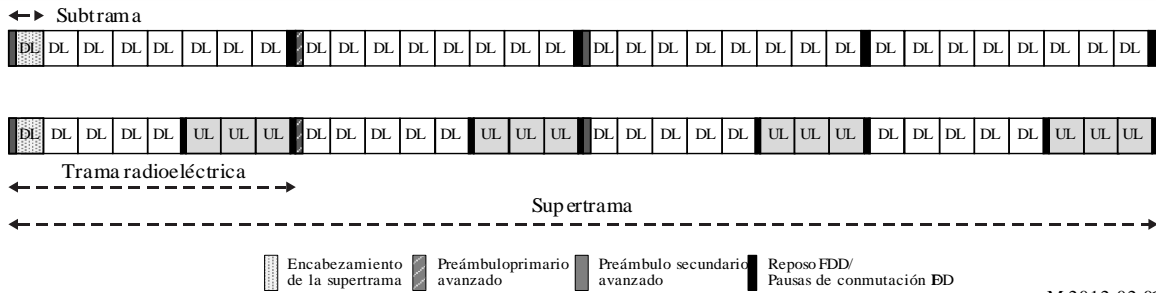 Subtrama
DL DL DL DL DL DL DL DL DL DL DL DL DL DL DL DL DL DL DL DL DL DL DL DL DL DL DL DL DL DL DL DL
DL DL DL DL DL UL UL UL DL DL DL DL DL UL UL UL DL DL DL DL DL UL UL UL DL DL DL DL DL UL UL UL
Trama radioeléctrica
Supertrama
Encabezamiento
de la supertrama
Preámbulo primario
avanzado
Preámbulo secundario
avanzado
Reposo FDD/
Pausas de conmutación